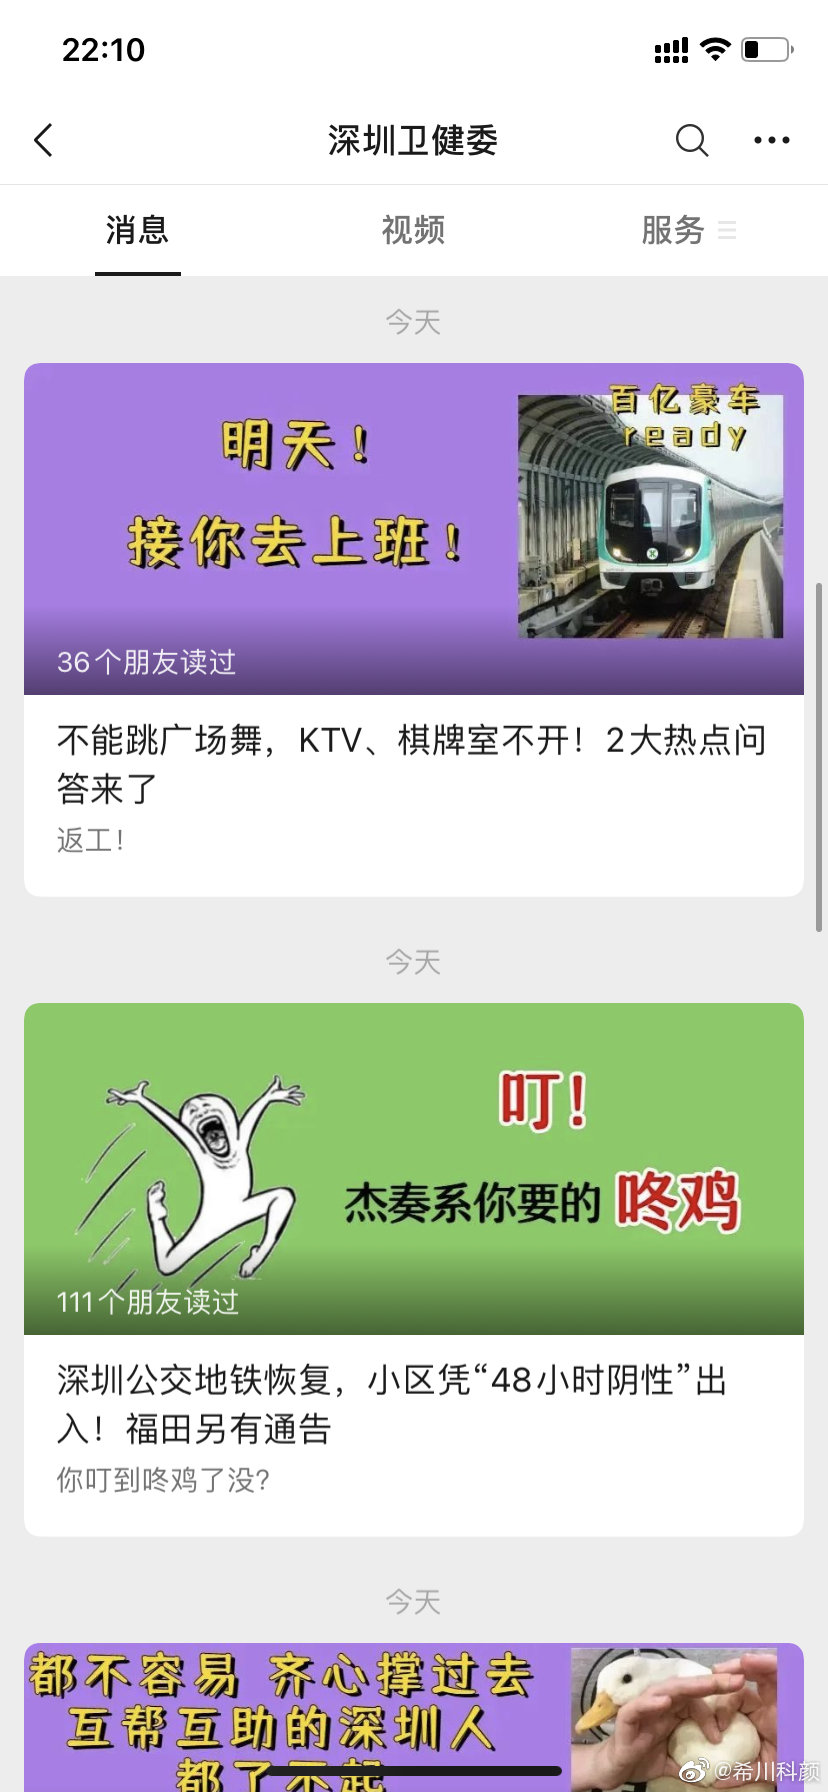 22:10
深圳卫健委
消息
视频
服务
今天
百亿豪车
ready
明天！
接你去上班！
36个朋友读过
不能跳广场舞，KTV、棋牌室不开！2大热点问
答来了
返工！
今天
叮！
杰奏系你要的咚鸡
111个朋友读过
深圳公交地铁恢复，小区凭“48小时阴性”出
入！福田另有通告
你叮到咚鸡了没?
今天
都不容易 齐心撑过去
互帮互助的深圳人
都了不起
@希川科颜